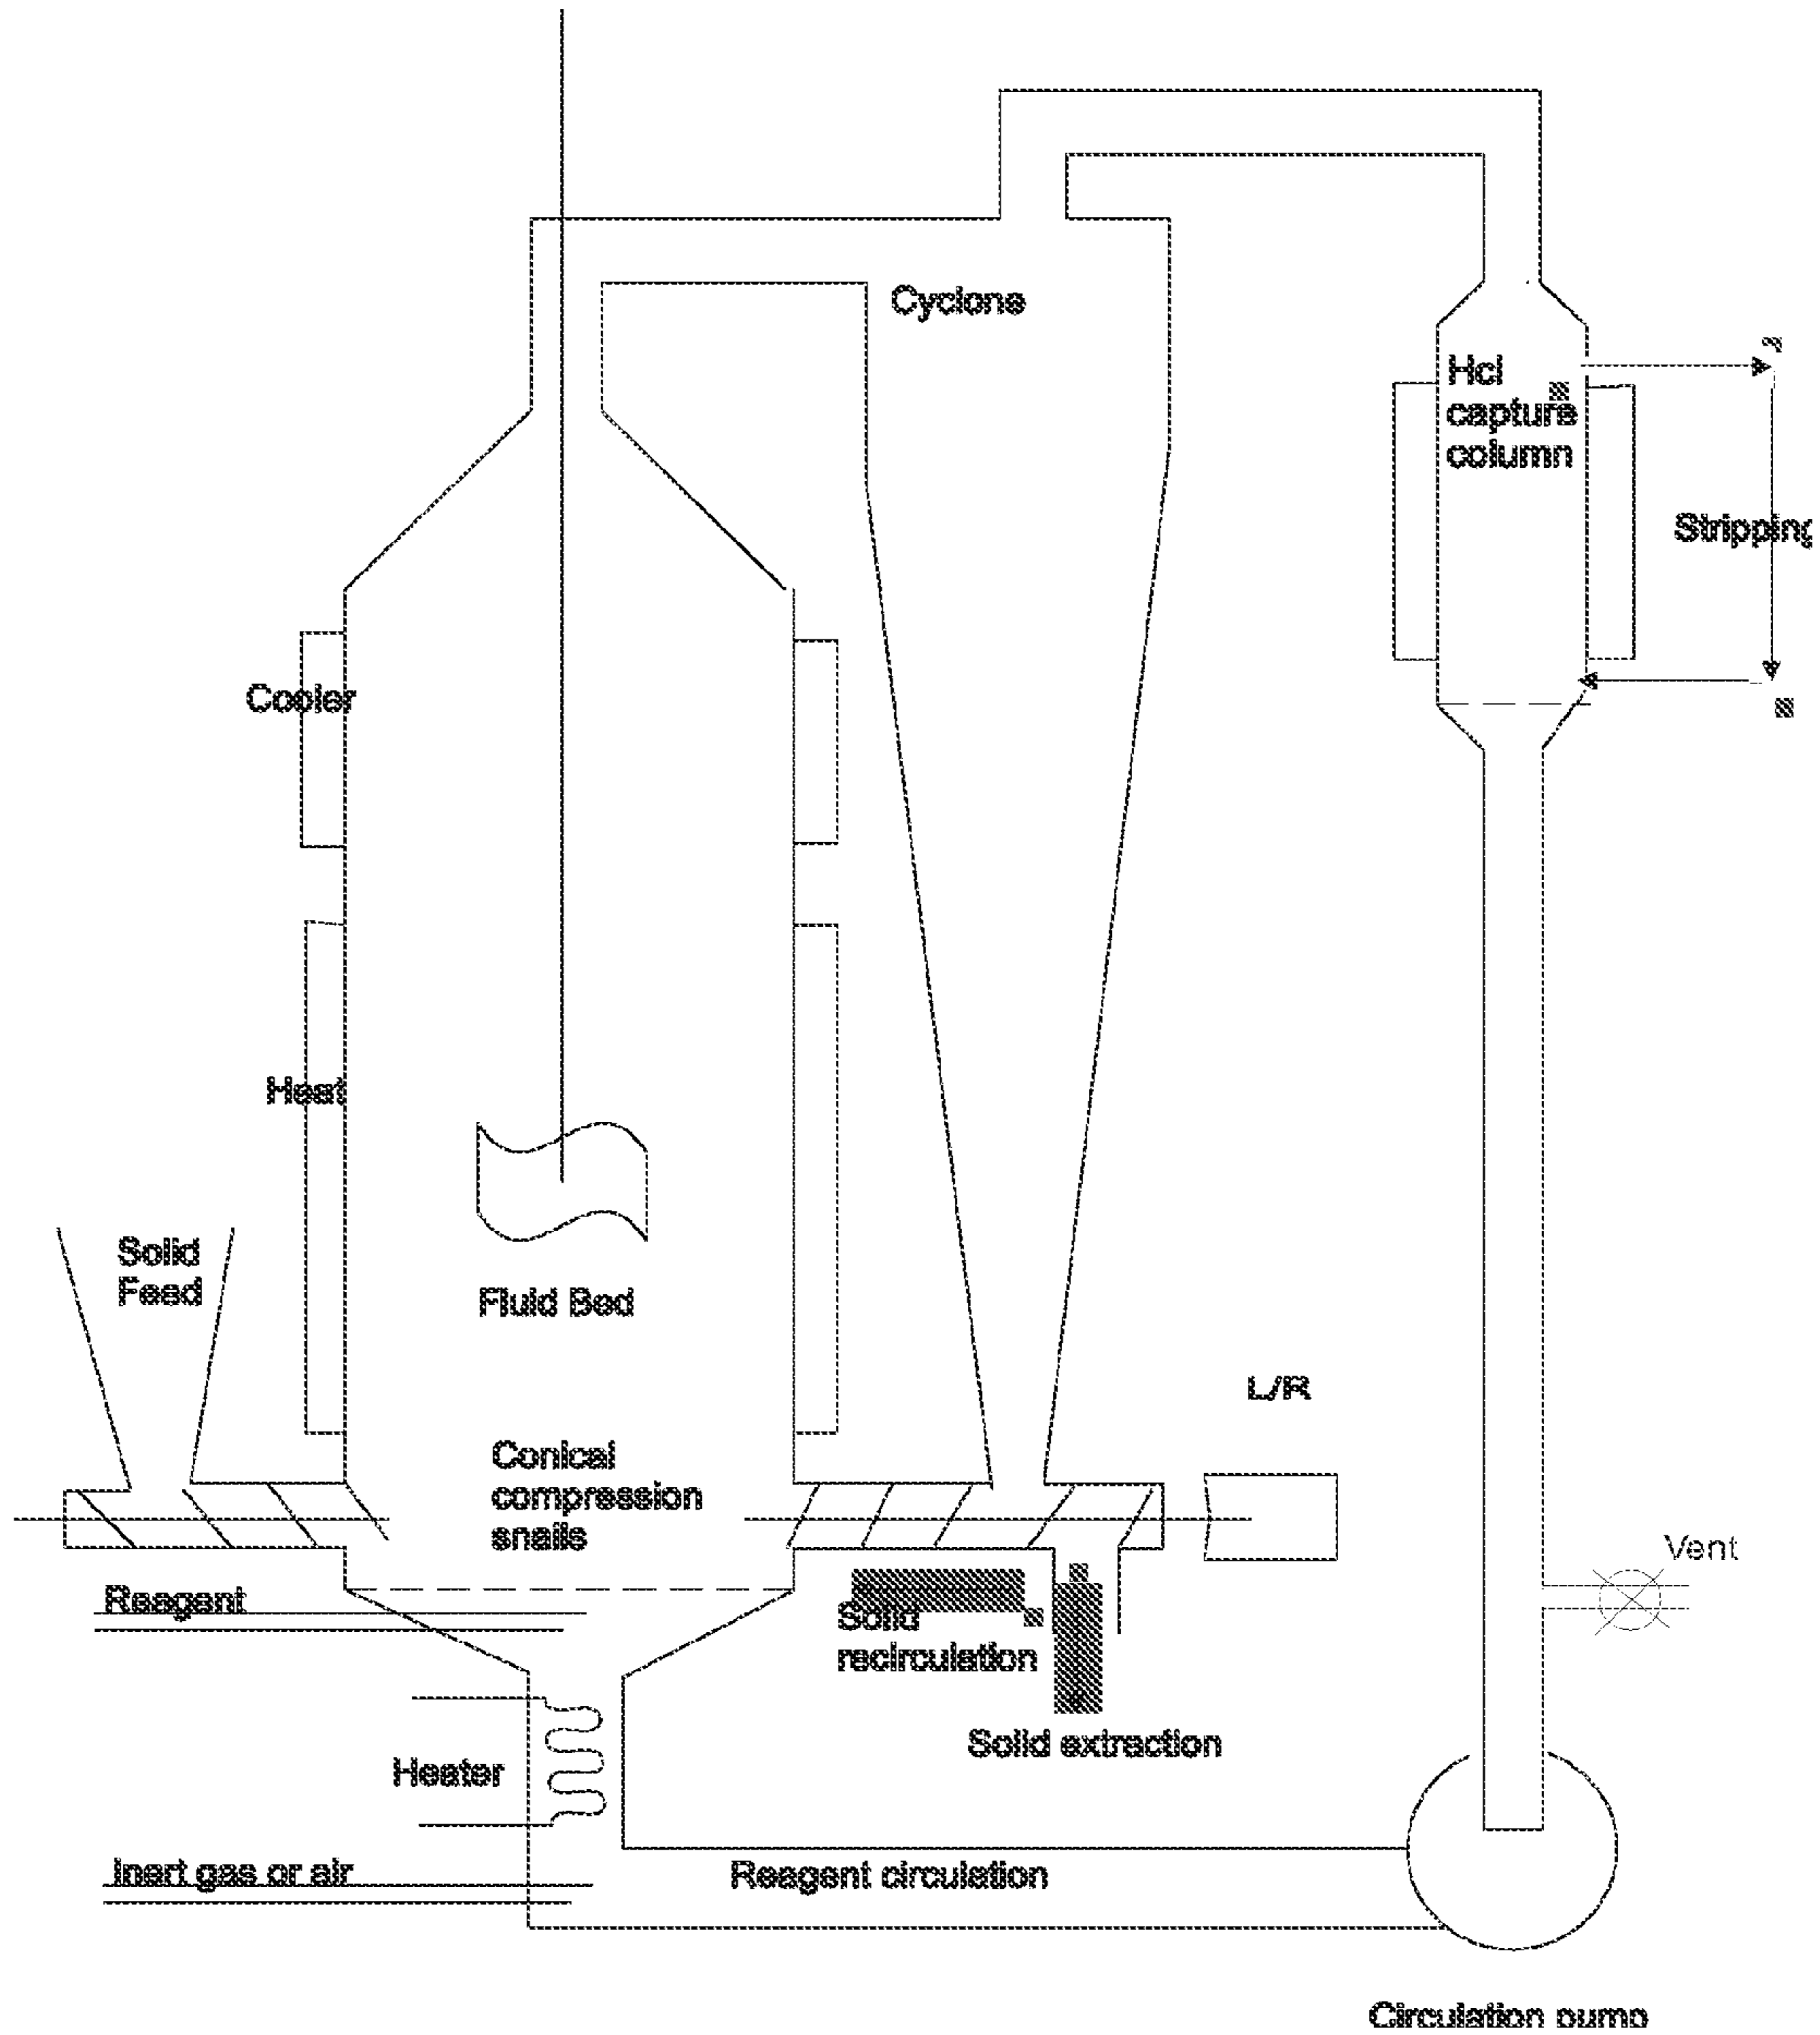 Cyclone
Hcl
capture
column
Stripping
Cooler
Heat
Solid
Feed
Fluid Bed
L/R
Conical
compression
snails
Vent
Reagent
Solid
recirculation
Solid extraction
Heater
Inert gas or air
Reagent circulation
Circulation pump